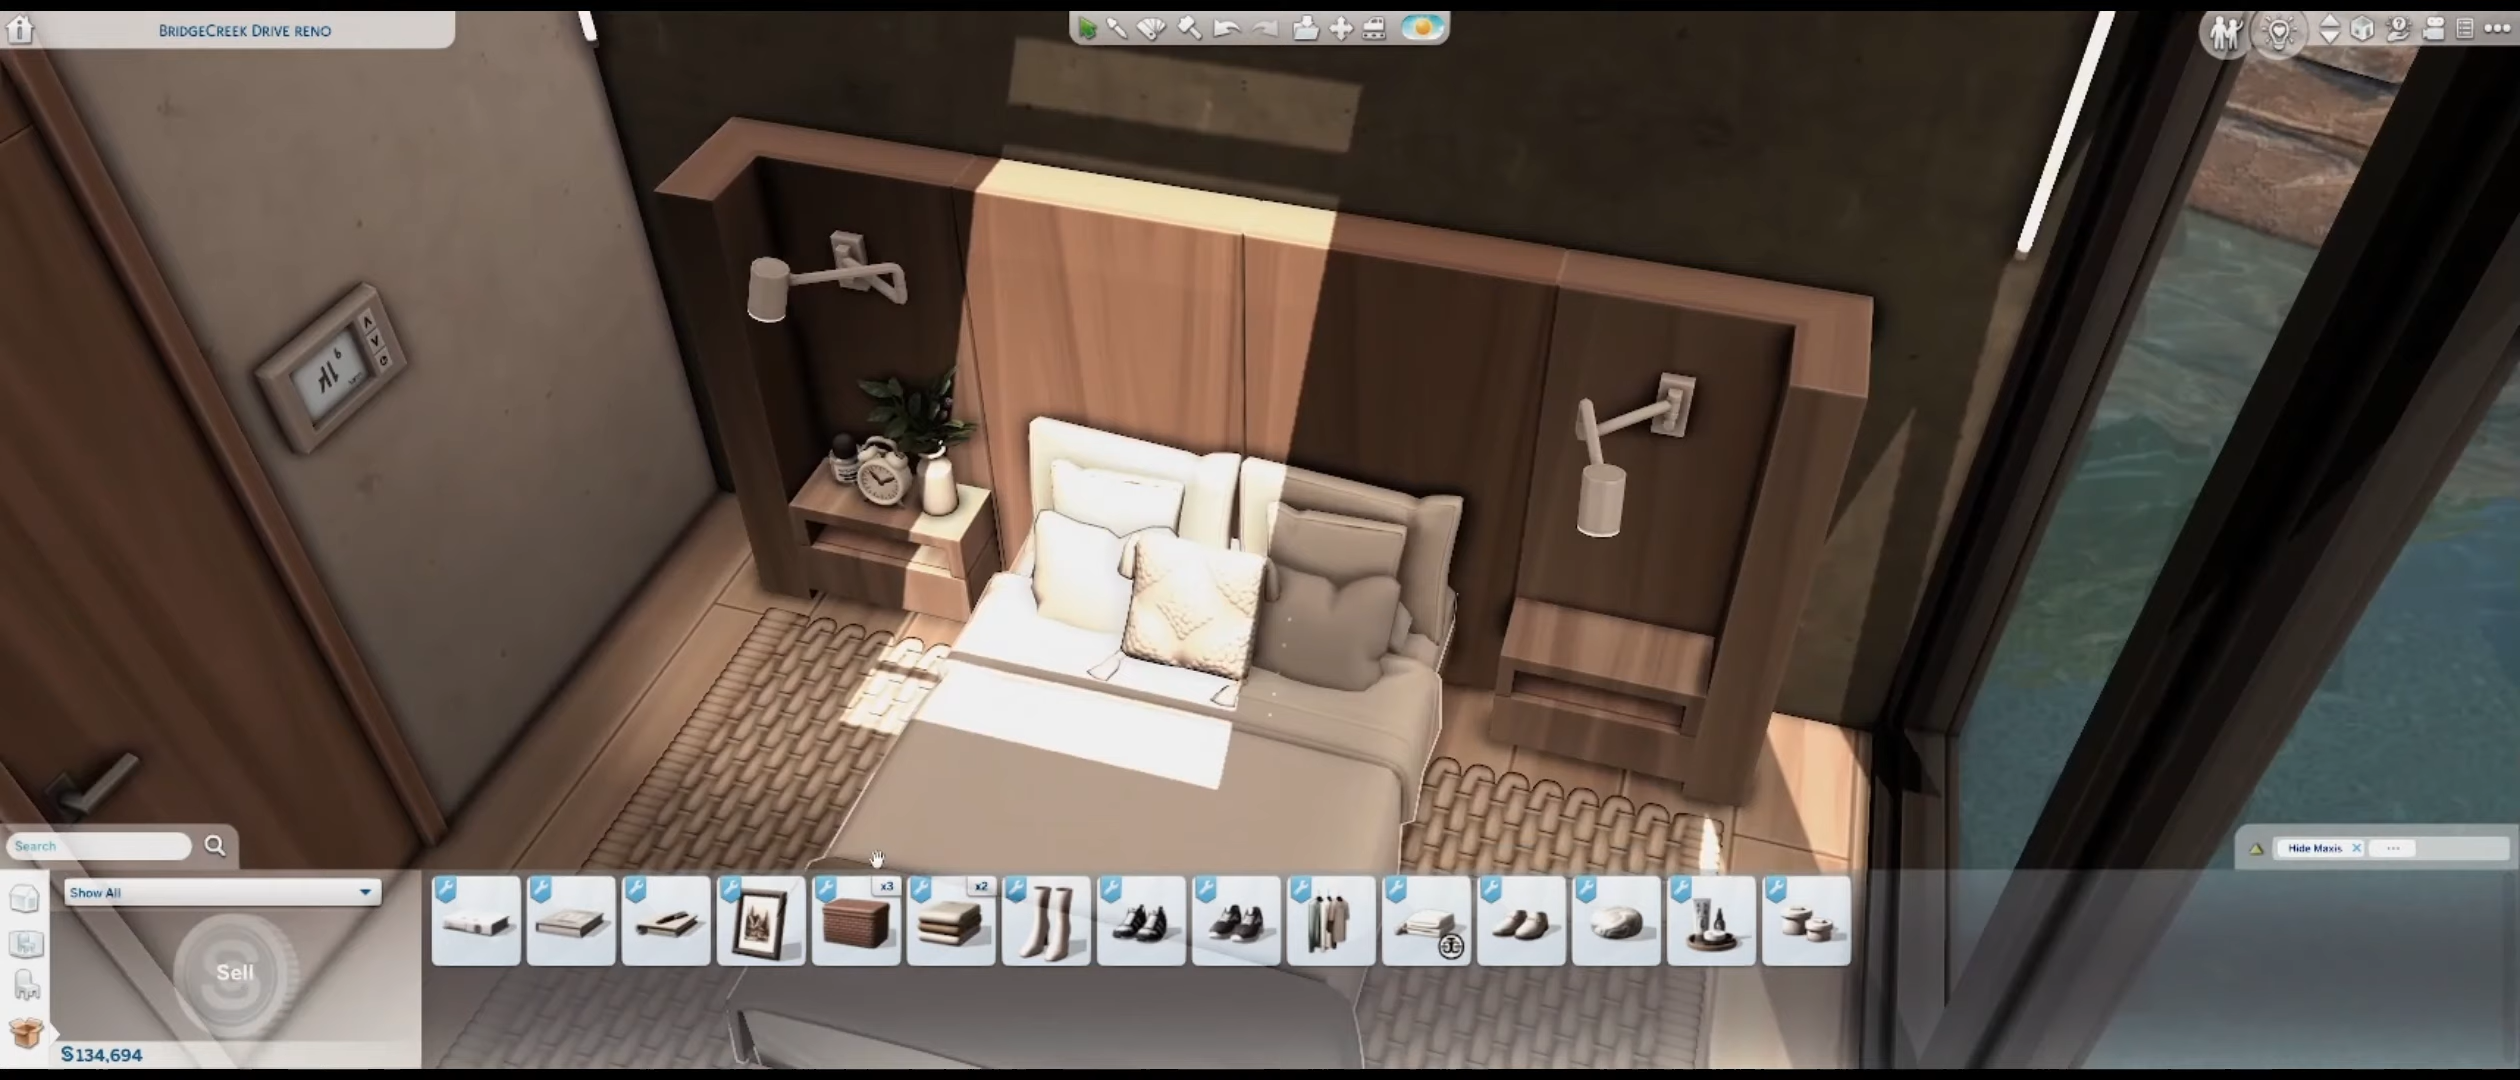 BRIDGECREEK DRIVE RENO
Search
Hide Maxis
Show All
x3
x2
Sell
§134,694